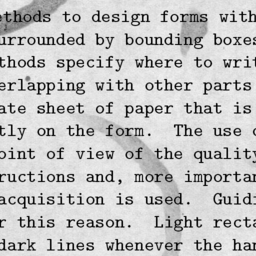 ethods to design forms with
urrounded by bounding boxes
thods specify where to writ
erlapping with other parts
ate sheet of paper that is
tly on the form. The use o
oint of view of the quality
ructions and, more importan
acquisition is used. Guidi
r this reason. Light recta
dark lines whenever the han